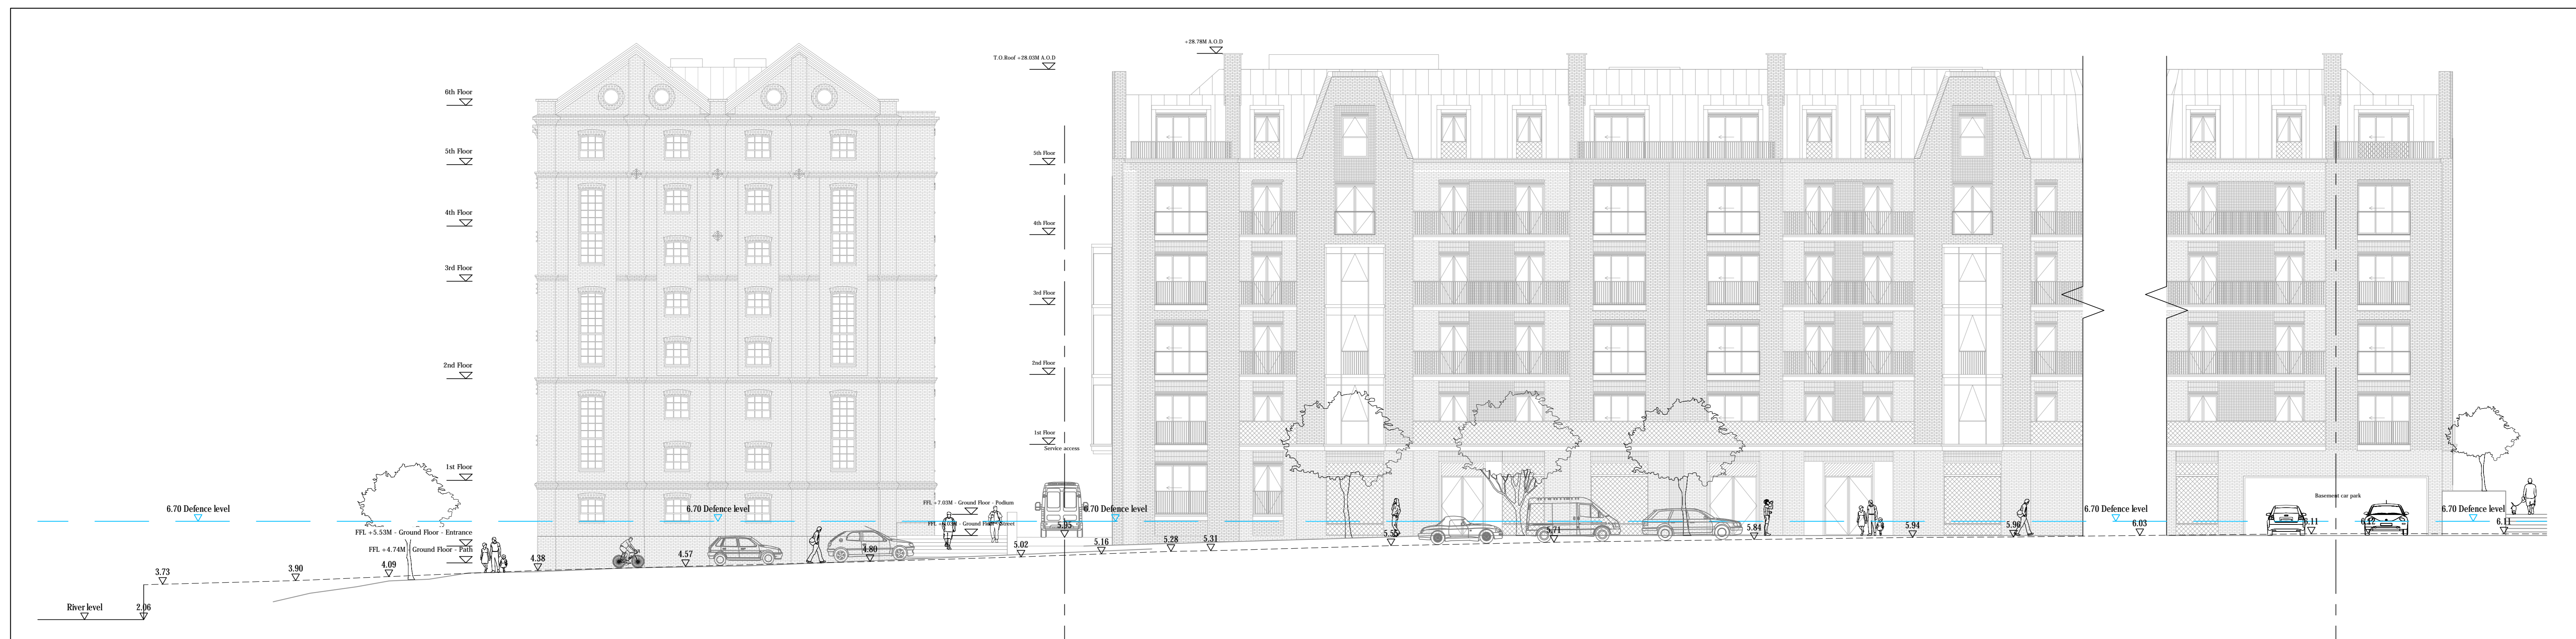 +28.78M A.O.D
T.O.Roof +28.03M A.O.D
6th Floor
5th Floor
4th Floor
3rd Floor
2nd Floor
1st Floor
5th Floor
4th Floor
3rd Floor
2nd Floor
1st Floor
Service access
Basement car park
FFL +7.03M - Ground Floor - Podium
Ground Floor - Street
6.70 Defence level
6.70 Defence level
6.70 Defence level
6.70 Defence level
6.70 Defence level
FFL +5.53M - Ground Floor - Entrance
FFL +4.74M - Ground Floor - Path
3.73
3.90
4.09
4.38
4.57
4.80
5.02
5.95
5.16
5.28
5.31
5.71
5.84
5.94
6.03
6.11
River level
2.06